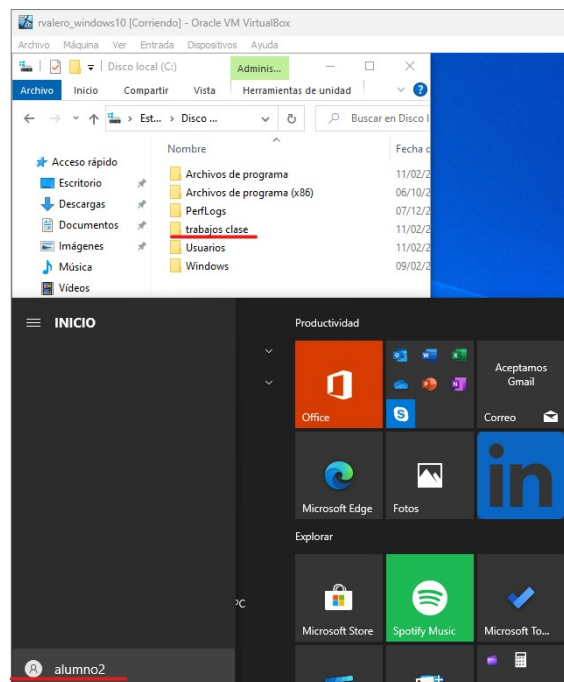 rvalero_windows10 [Corriendo] - Oracle VM VirtualBox
Archivo Máquina Ver Entrada Dispositivos Ayuda
Disco local (C:) Adminis...
Archivo Inicio Compartir Vista Herramientas de unidad
Est... Disco ... Buscar en Disco l
Nombre Fecha
Acceso rápido
Archivos de programa 11/02/2
Escritorio
Archivos de programa (x86) 06/10/2
Descargas
PerfLogs 07/12/2
Documentos
trabajos clase 11/02/2
Imágenes
Usuarios 11/02/2
Música
Windows 09/02/2
Vídeos
INICIO
Productividad
Aceptamos
Gmail
Office
Correo
Microsoft Edge Fotos
in
Explorar
PC
Microsoft Store Spotify Music Microsoft To...
alumno2